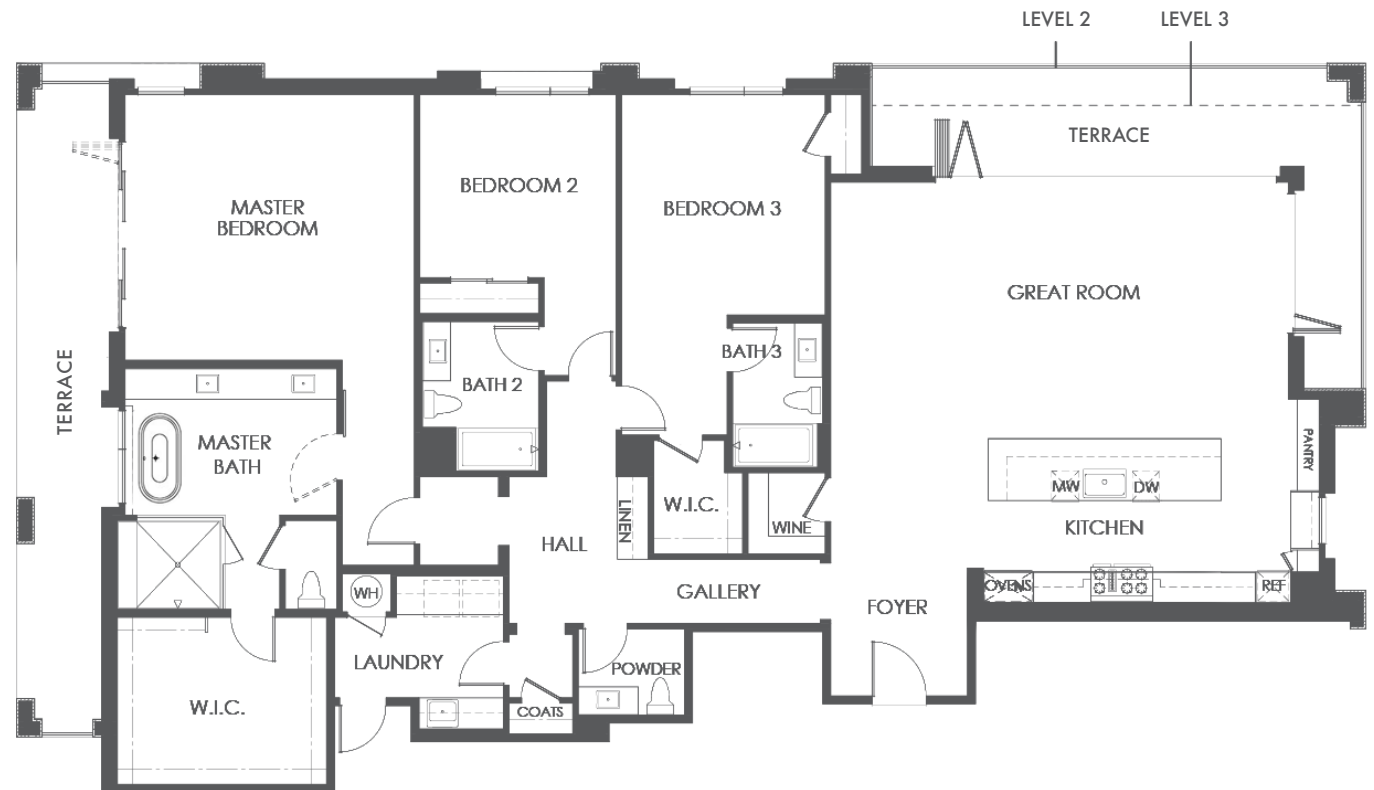 LEVEL 2
LEVEL 3
TERRACE
BEDROOM 2
MASTER
BEDROOM
BEDROOM 3
GREAT ROOM
TERRACE
BATH 3
BATH 2
MASTER
BATH
PANTRY
MW
DW
W.I.C.
LINEN
WINE
KITCHEN
HALL
GALLERY
WH
OVENS
REF
FOYER
LAUNDRY
POWDER
W.I.C.
COATS